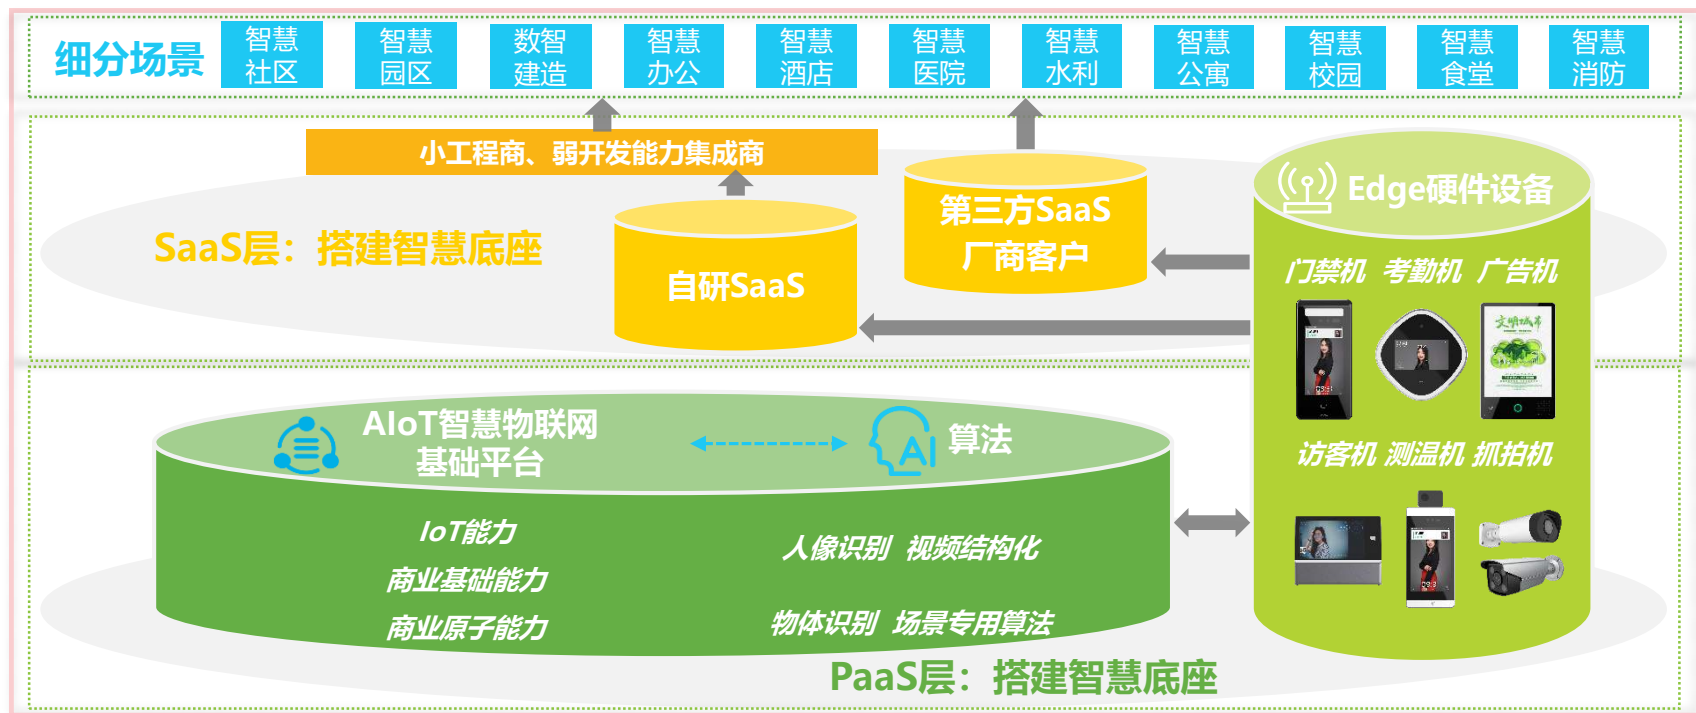 细分场景
智慧
社区
智慧
园区
数智
建造
智慧
办公
智慧
酒店
智慧
医院
智慧
水利
智慧
公寓
智慧
校园
智慧
食堂
智慧
消防
小工程商、弱开发能力集成商
SaaS层：搭建智慧底座
自研SaaS
第三方SaaS
厂商客户
Edge硬件设备
门禁机 考勤机 广告机
文明城市
访客机 测温机 抓拍机
AIoT智慧物联网
基础平台
AI
算法
IoT能力
商业基础能力
商业原子能力
人像识别 视频结构化
物体识别 场景专用算法
PaaS层：搭建智慧底座